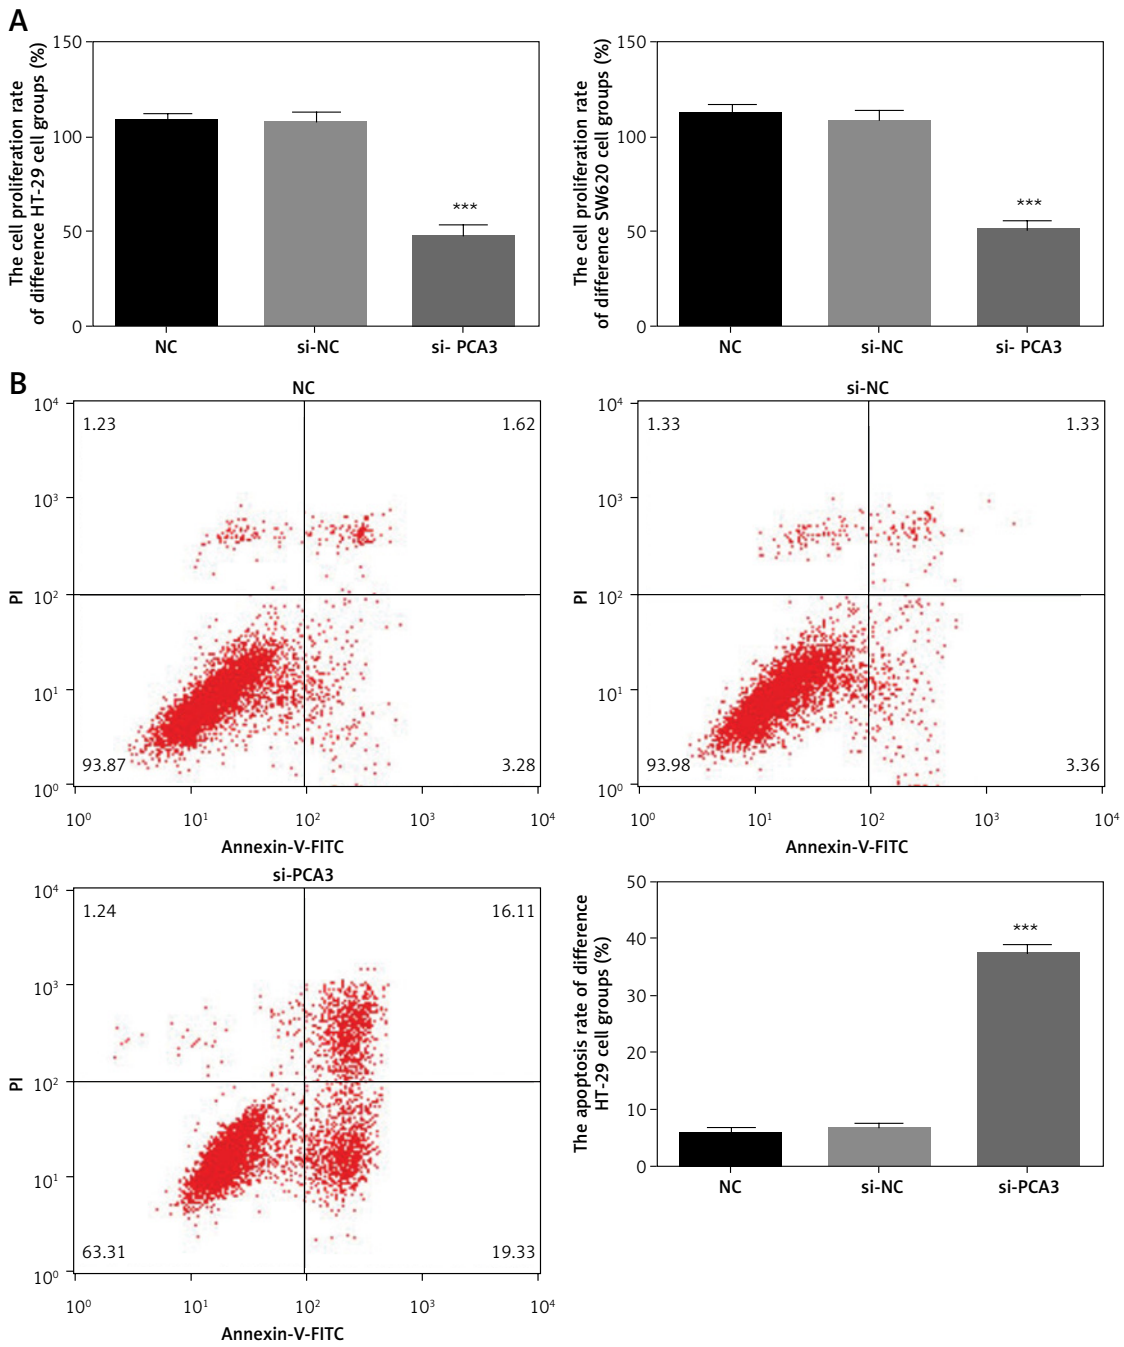 A
The cell proliferation rate
of difference HT-29 cell groups (%)
150
100
50
0
***
NC
si-NC
si- PCA3
The cell proliferation rate
of difference SW620 cell groups (%)
150
100
50
0
***
NC
si-NC
si- PCA3
B
NC
PI
10⁴
10³
10²
10¹
10⁰
1.23
1.62
93.87
3.28
10⁰
10¹
10²
10³
10⁴
Annexin-V-FITC
si-NC
PI
10⁴
10³
10²
10¹
10⁰
1.33
1.33
93.98
3.36
10⁰
10¹
10²
10³
10⁴
Annexin-V-FITC
si-PCA3
PI
10⁴
10³
10²
10¹
10⁰
1.24
16.11
63.31
19.33
10⁰
10¹
10²
10³
10⁴
Annexin-V-FITC
The apoptosis rate of difference
HT-29 cell groups (%)
50
40
30
20
10
0
***
NC
si-NC
si-PCA3